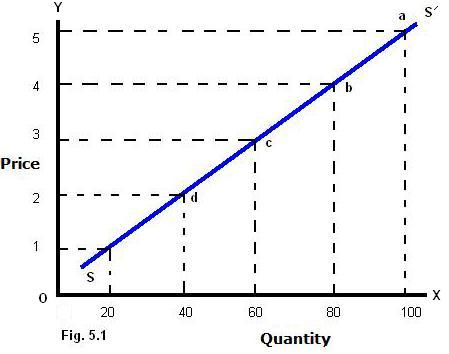 Y
a
S′
5
4
b
3
c
Price
2
d
1
S
0
X
20 40 60 80 100
Fig. 5.1
Quantity